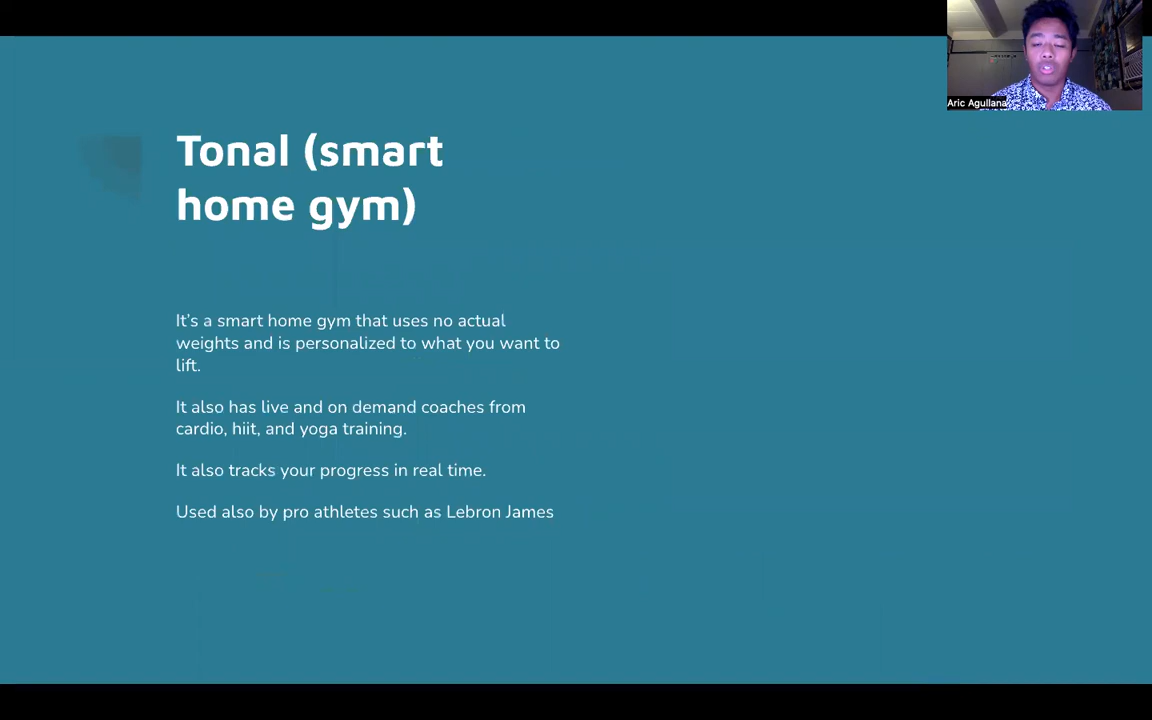 Aric Agullana
Tonal (smart
home gym)
It’s a smart home gym that uses no actual
weights and is personalized to what you want to
lift.
It also has live and on demand coaches from
cardio, hiit, and yoga training.
It also tracks your progress in real time.
Used also by pro athletes such as Lebron James